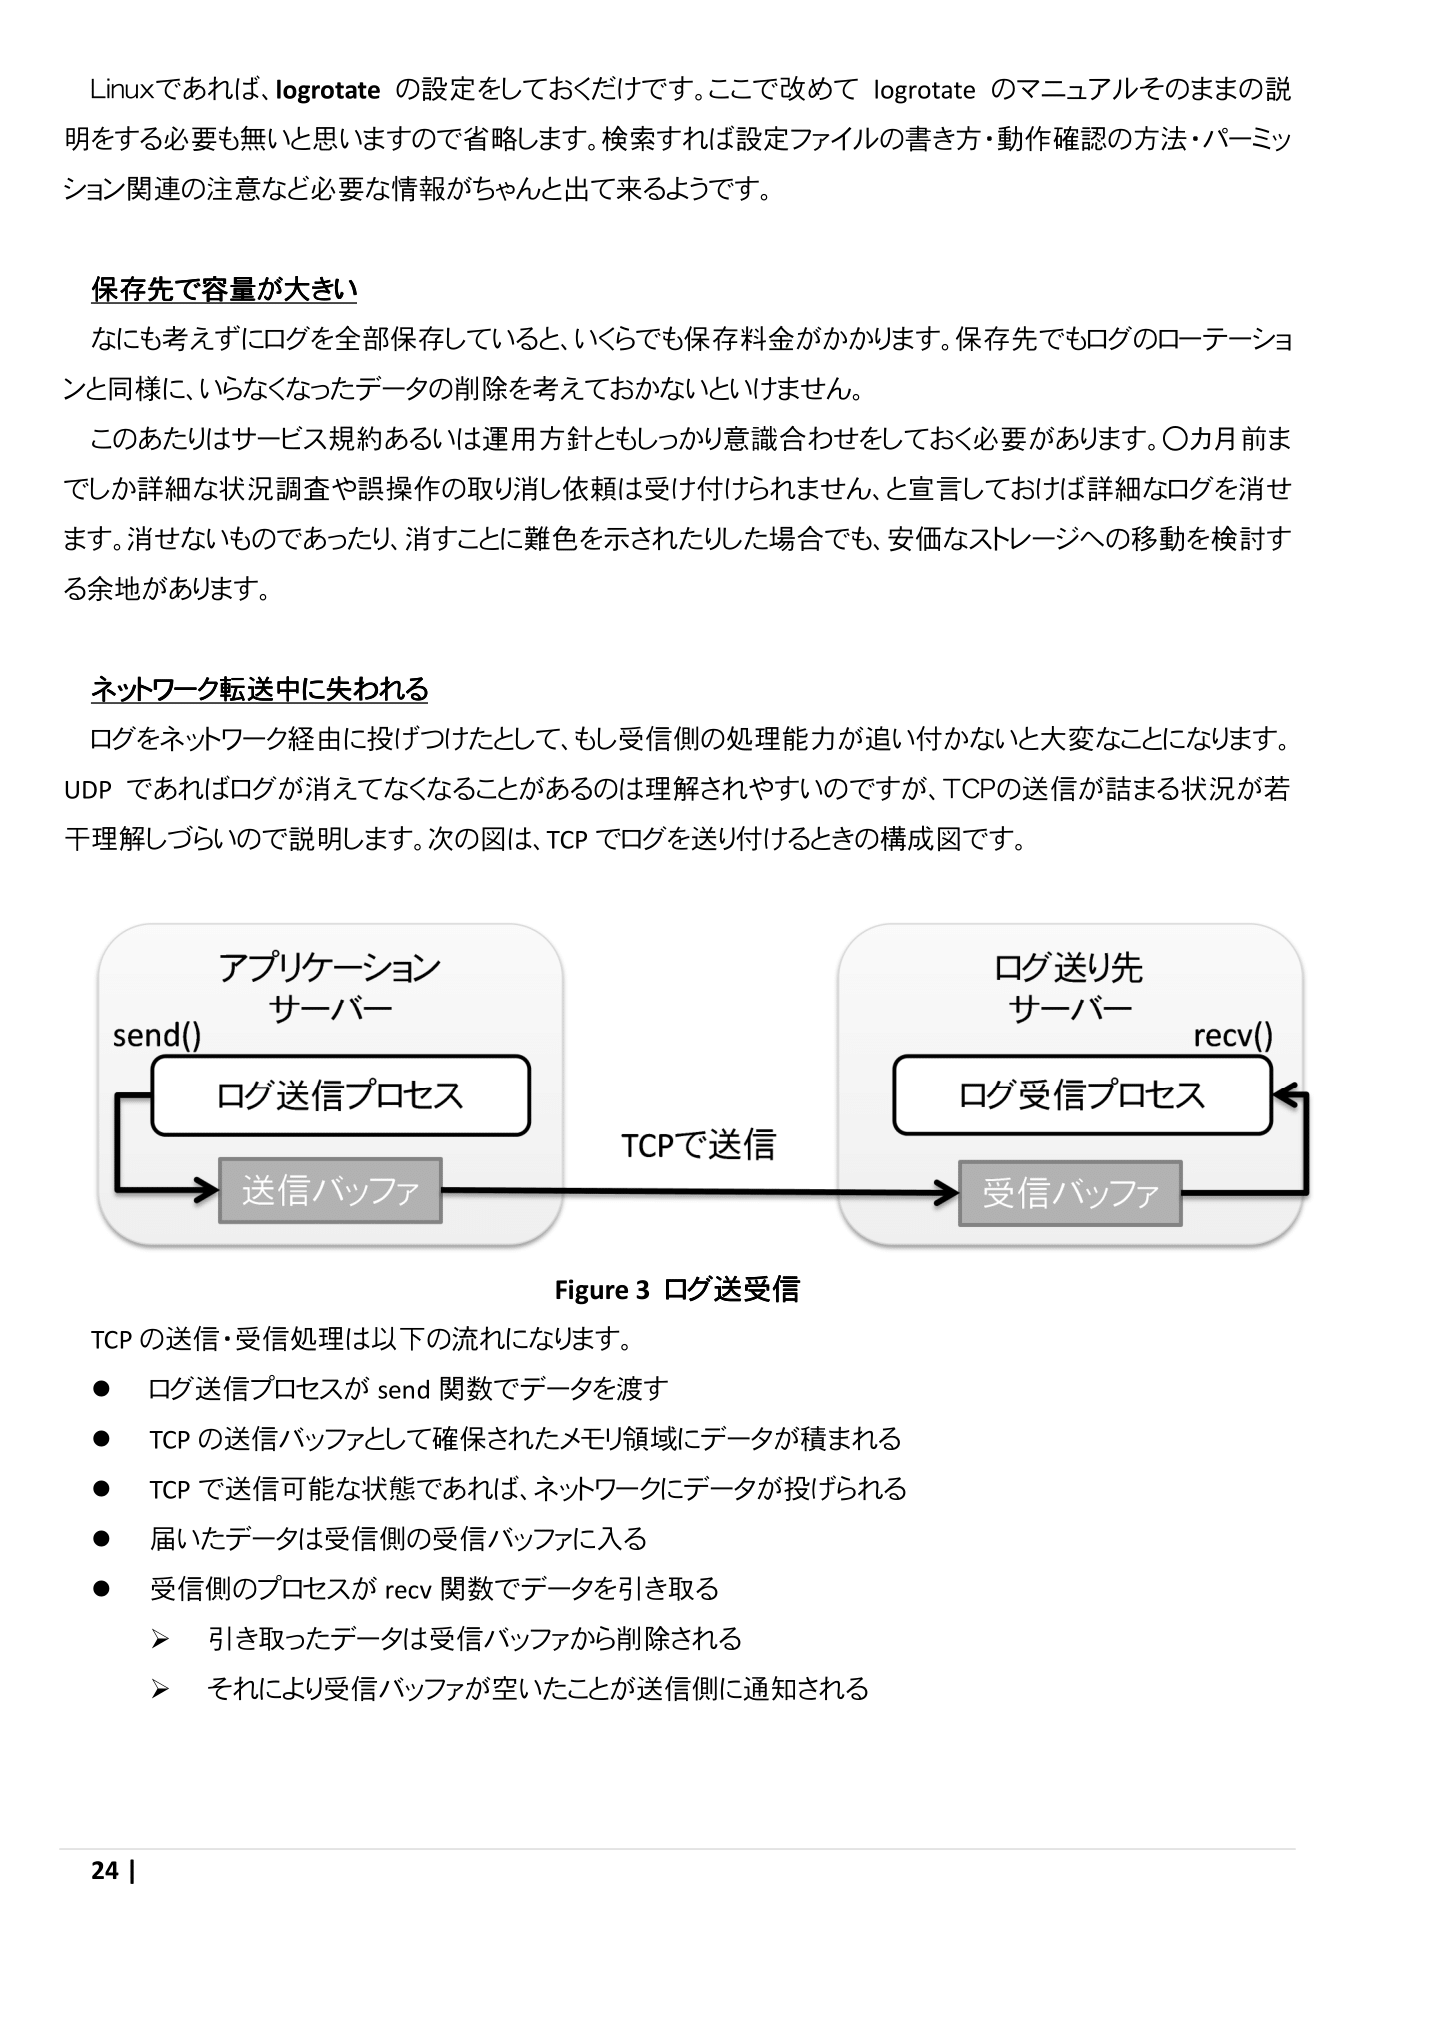 Linuxであれば、logrotate の設定をしておくだけです。ここで改めて logrotate のマニュアルそのままの説
明をする必要も無いと思いますので省略します。検索すれば設定ファイルの書き方・動作確認の方法・パーミッ
ション関連の注意など必要な情報がちゃんと出て来るようです。
保存先で容量が大きい
なにも考えずにログを全部保存していると、いくらでも保存料金がかかります。保存先でもログのローテーショ
ンと同様に、いらなくなったデータの削除を考えておかないといけません。
このあたりはサービス規約あるいは運用方針ともしっかり意識合わせをしておく必要があります。〇カ月前ま
でしか詳細な状況調査や誤操作の取り消し依頼は受け付けられません、と宣言しておけば詳細なログを消せ
ます。消せないものであったり、消すことに難色を示されたりした場合でも、安価なストレージへの移動を検討す
る余地があります。
ネットワーク転送中に失われる
ログをネットワーク経由に投げつけたとして、もし受信側の処理能力が追い付かないと大変なことになります。
UDP であればログが消えてなくなることがあるのは理解されやすいのですが、TCPの送信が詰まる状況が若
干理解しづらいので説明します。次の図は、TCP でログを送り付けるときの構成図です。
アプリケーション
サーバー
send()
ログ送信プロセス
送信バッファ
TCPで送信
ログ送り先
サーバー
recv()
ログ受信プロセス
受信バッファ
Figure 3 ログ送受信
TCP の送信・受信処理は以下の流れになります。
● ログ送信プロセスが send 関数でデータを渡す
● TCP の送信バッファとして確保されたメモリ領域にデータが積まれる
● TCP で送信可能な状態であれば、ネットワークにデータが投げられる
● 届いたデータは受信側の受信バッファに入る
● 受信側のプロセスが recv 関数でデータを引き取る
➢ 引き取ったデータは受信バッファから削除される
➢ それにより受信バッファが空いたことが送信側に通知される
24 |